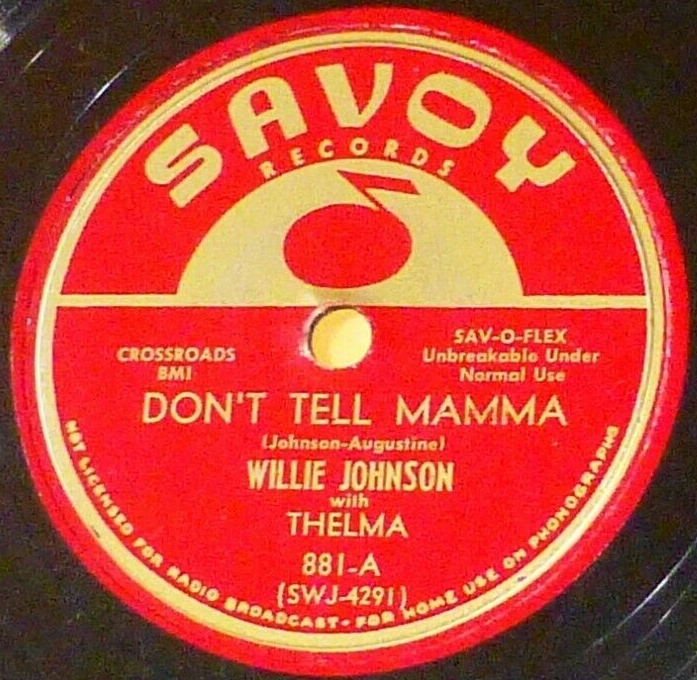 SAVOY
RECORDS
CROSSROADS
BMI
SAV-O-FLEX
Unbreakable Under
Normal Use
DON'T TELL MAMMA
(Johnson-Augustine)
WILLIE JOHNSON
with
THELMA
881-A
(SWJ-4291)
NOT LICENSED FOR RADIO BROADCAST • FOR HOME USE ON PHONOGRAPHS